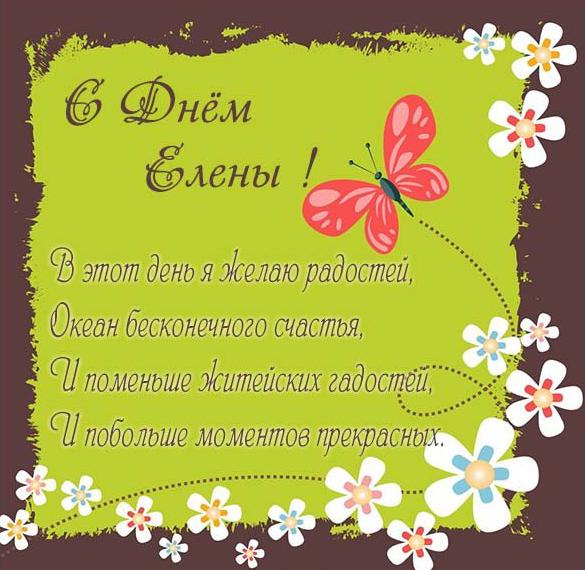 С Днём
Елены !
В этот день я желаю радостей,
Океан бесконечного счастья,
И поменьше житейских гадостей,
И побольше моментов прекрасных.